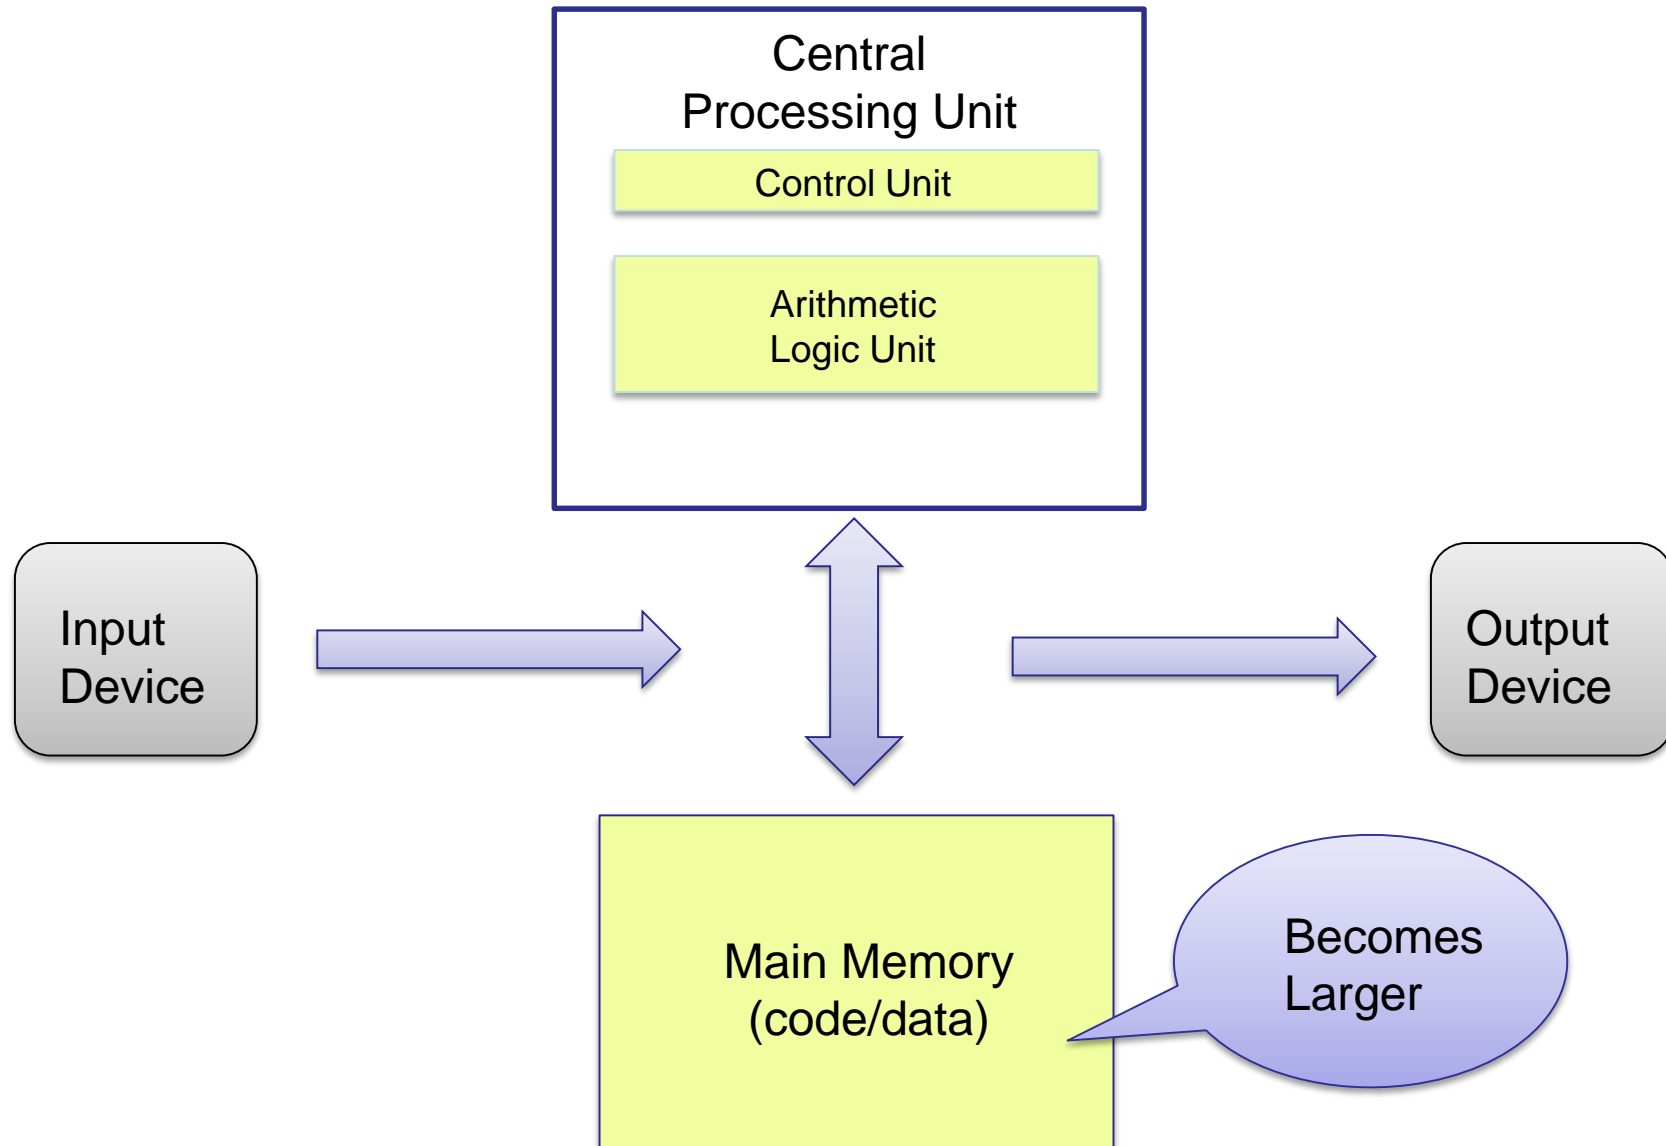 Central
Processing Unit
Control Unit
Arithmetic
Logic Unit
Input
Device
Output
Device
Main Memory
(code/data)
Becomes
Larger